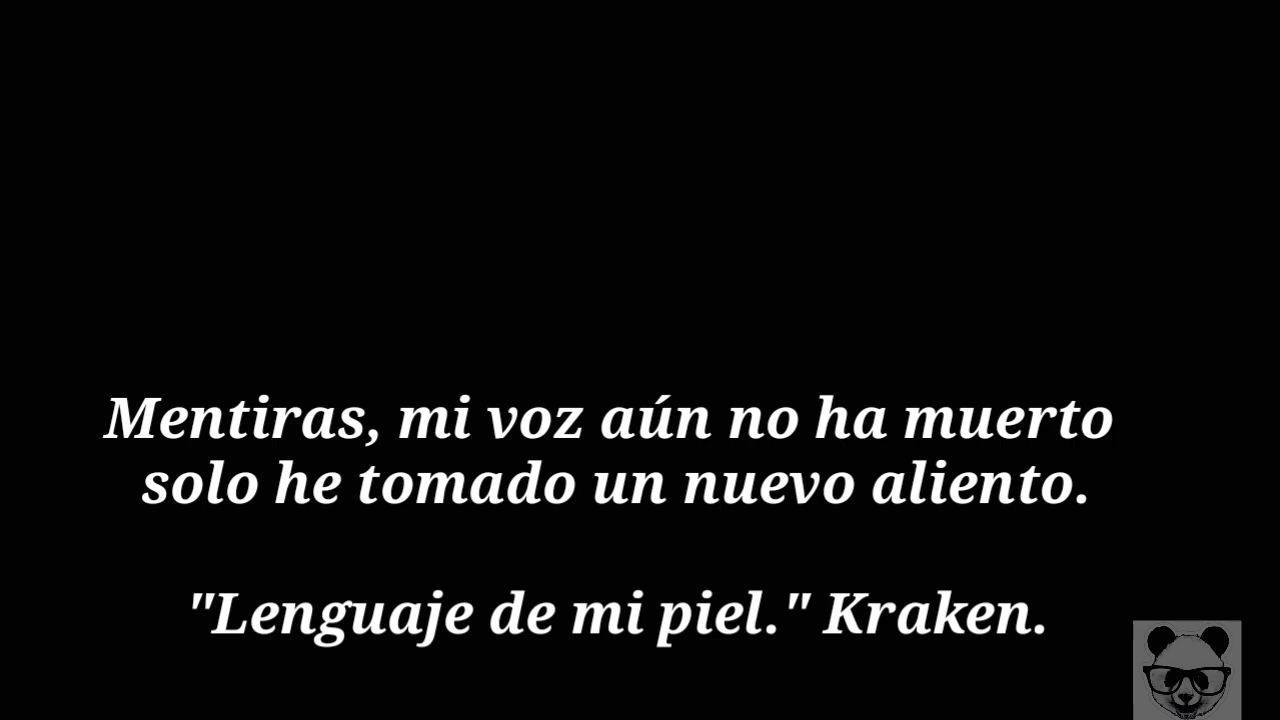 Mentiras, mi voz aún no ha muerto
solo he tomado un nuevo aliento.
"Lenguaje de mi piel." Kraken.